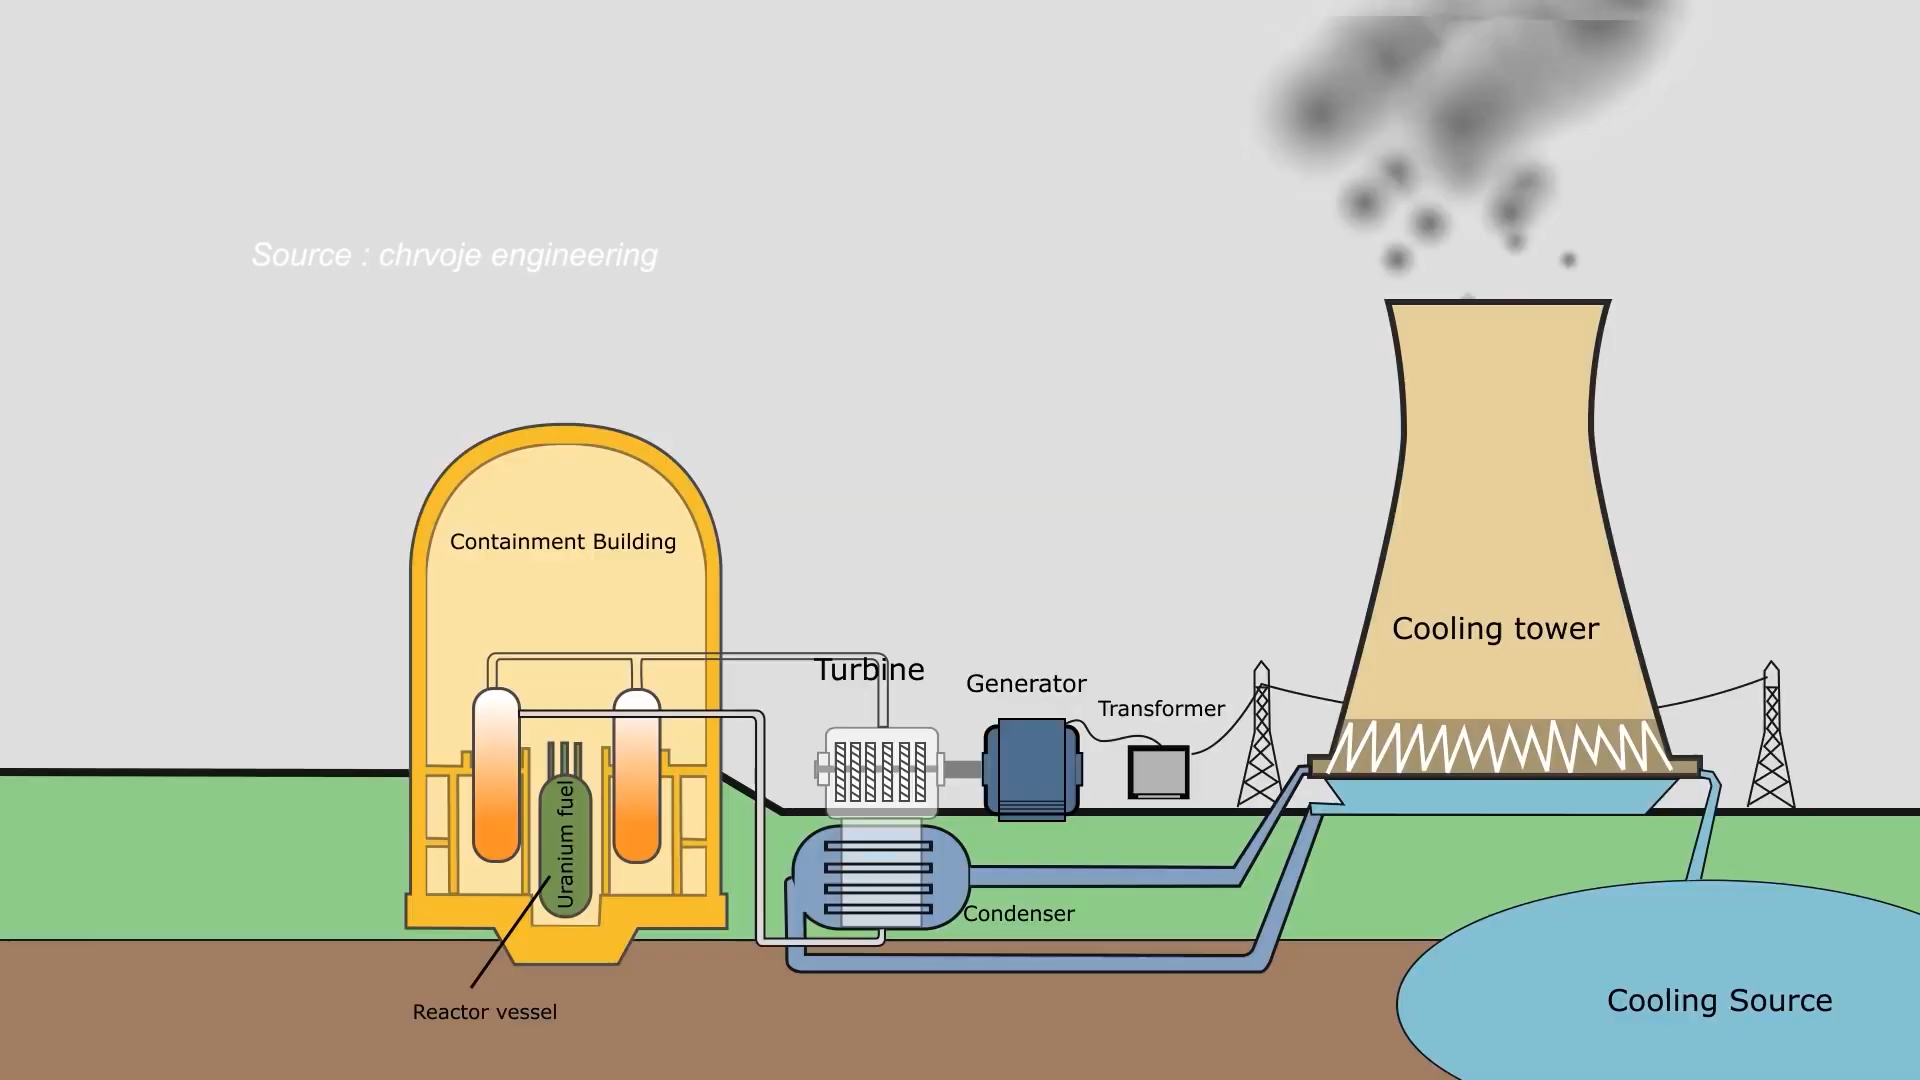 Source : chrvoje engineering
Containment Building
Cooling tower
Turbine
Generator
Transformer
Uranium fuel
Condenser
Reactor vessel
Cooling Source